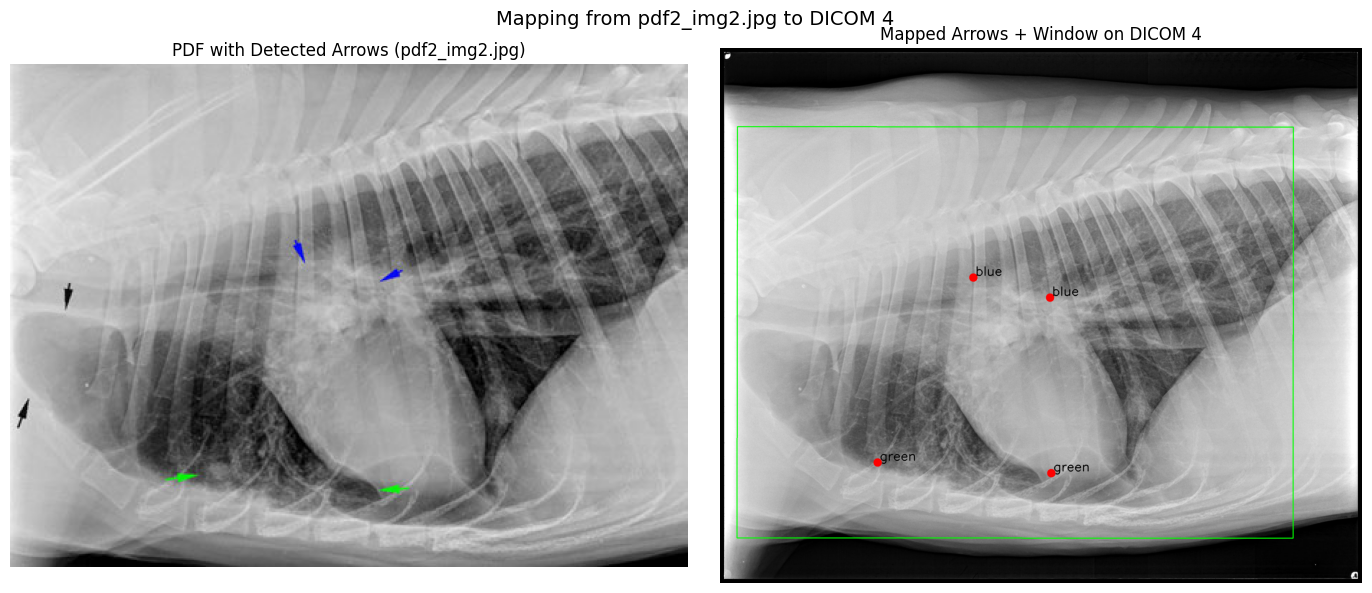 Mapping from pdf2_img2.jpg to DICOM 4
PDF with Detected Arrows (pdf2_img2.jpg)
Mapped Arrows + Window on DICOM 4
blue
blue
green
green